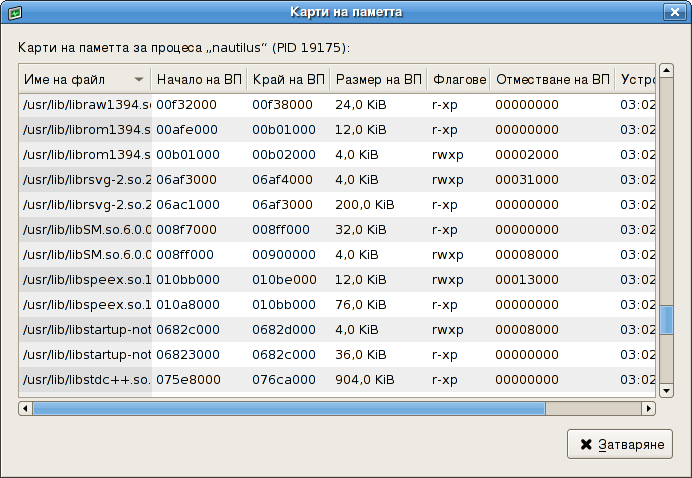 Карти на паметта
Карти на паметта за процеса „nautilus“ (PID 19175):
Име на файл Начало на ВП Край на ВП Размер на ВП Флагове Отместване на ВП Устро
/usr/lib/libraw1394.so 00f32000 00f38000 24,0 KiB r-xp 00000000 03:02
/usr/lib/librom1394.s 00afe000 00b01000 12,0 KiB r-xp 00000000 03:02
/usr/lib/librom1394.s 00b01000 00b02000 4,0 KiB rwxp 00002000 03:02
/usr/lib/librsvg-2.so.2 06af3000 06af4000 4,0 KiB rwxp 00031000 03:02
/usr/lib/librsvg-2.so.2 06ac1000 06af3000 200,0 KiB r-xp 00000000 03:02
/usr/lib/libSM.so.6.0.0 008f7000 008ff000 32,0 KiB r-xp 00000000 03:02
/usr/lib/libSM.so.6.0.0 008ff000 00900000 4,0 KiB rwxp 00008000 03:02
/usr/lib/libspeex.so.1 010bb000 010be000 12,0 KiB rwxp 00013000 03:02
/usr/lib/libspeex.so.1 010a8000 010bb000 76,0 KiB r-xp 00000000 03:02
/usr/lib/libstartup-not 0682c000 0682d000 4,0 KiB rwxp 00008000 03:02
/usr/lib/libstartup-not 06823000 0682c000 36,0 KiB r-xp 00000000 03:02
/usr/lib/libstdc++.so. 075e8000 076ca000 904,0 KiB r-xp 00000000 03:02
Затваряне